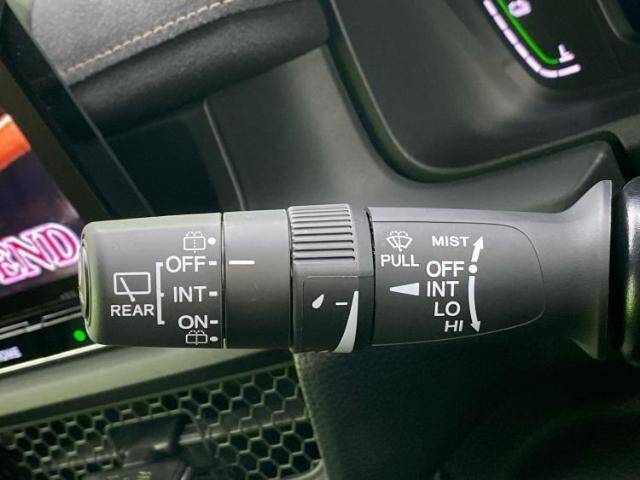 END
REAR
OFF
INT
ON
PULL
MIST
OFF
INT
LO
HI